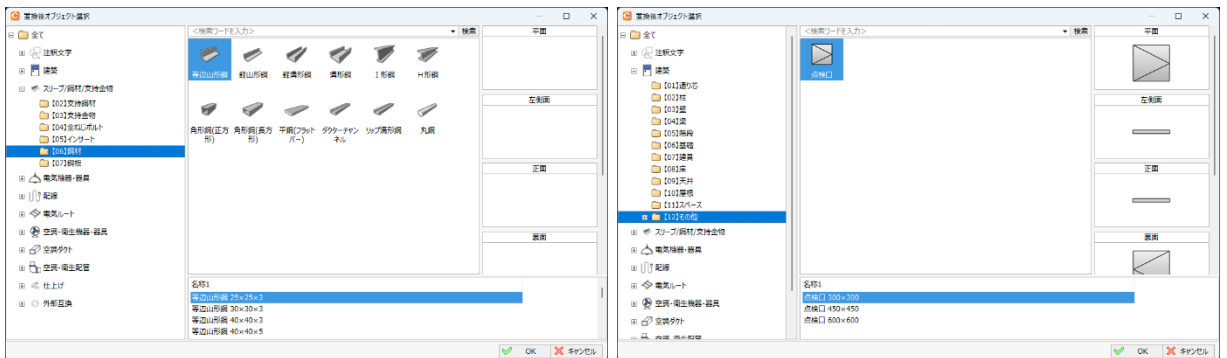 置換後オブジェクト選択
全て
注釈文字
建築
スリーブ/鋼材/支持金物
【02】支持鋼材
【03】支持金物
【04】全ねじボルト
【05】インサート
【06】鋼材
【07】鋼板
電気機器・器具
配線
電気ルート
空調・衛生機器・器具
空調ダクト
空調・衛生配管
仕上げ
外部互換
<検索ワードを入力>
検索
等辺山形鋼
軽山形鋼
軽溝形鋼
溝形鋼
I形鋼
H形鋼
角形鋼(正方形)
角形鋼(長方形)
平鋼(フラットバー)
ダクターチャンネル
リップ溝形鋼
丸鋼
平面
左側面
正面
裏面
名称1
等辺山形鋼 25×25×3
等辺山形鋼 30×30×3
等辺山形鋼 40×40×3
等辺山形鋼 40×40×5
OK
キャンセル
置換後オブジェクト選択
全て
注釈文字
建築
【01】通り芯
【02】柱
【03】壁
【04】梁
【05】階段
【06】基礎
【07】建具
【08】床
【09】天井
【10】屋根
【11】スペース
【12】その他
スリーブ/鋼材/支持金物
電気機器・器具
配線
電気ルート
空調・衛生機器・器具
空調ダクト
空調・衛生配管
<検索ワードを入力>
検索
点検口
平面
左側面
正面
裏面
名称1
点検口 300×300
点検口 450×450
点検口 600×600
OK
キャンセル